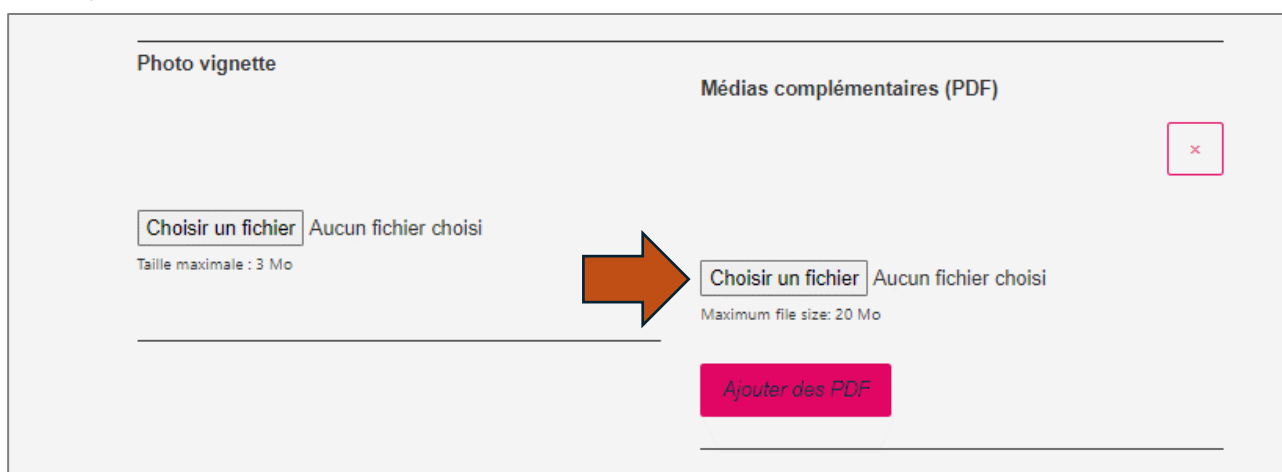 Photo vignette
Médias complémentaires (PDF)
×
Choisir un fichier Aucun fichier choisi
Taille maximale : 3 Mo
Choisir un fichier Aucun fichier choisi
Maximum file size: 20 Mo
Ajouter des PDF